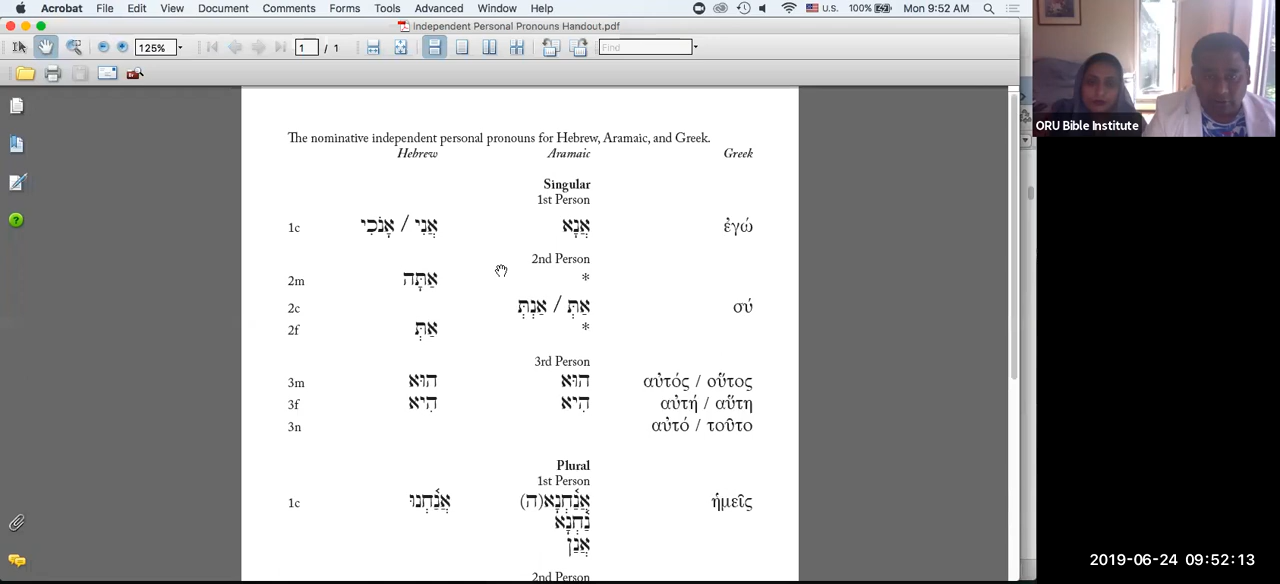 Acrobat File Edit View Document Comments Forms Tools Advanced Window Help U.S. 100% Mon 9:52 AM
Independent Personal Pronouns Handout.pdf
125% 1 / 1 Find
The nominative independent personal pronouns for Hebrew, Aramaic, and Greek.
Hebrew Aramaic Greek
Singular
1st Person
1c אֲנִי / אָנֹכִי אֲנָא ἐγώ
2nd Person
2m אַתָּה *
2c אַתְּ / אַנְתְּ σύ
2f אַתְּ *
3rd Person
3m הוּא הוּא αὐτός / οὗτος
3f הִיא הִיא αὐτή / αὕτη
3n αὐτό / τοῦτο
Plural
1st Person
1c אֲנַ֫חְנוּ אֲנַ֫חְנָא(ה) ἡμεῖς
נַ֫חְנָא
אֲנַן
2nd Person
ORU Bible Institute
2019-06-24 09:52:13